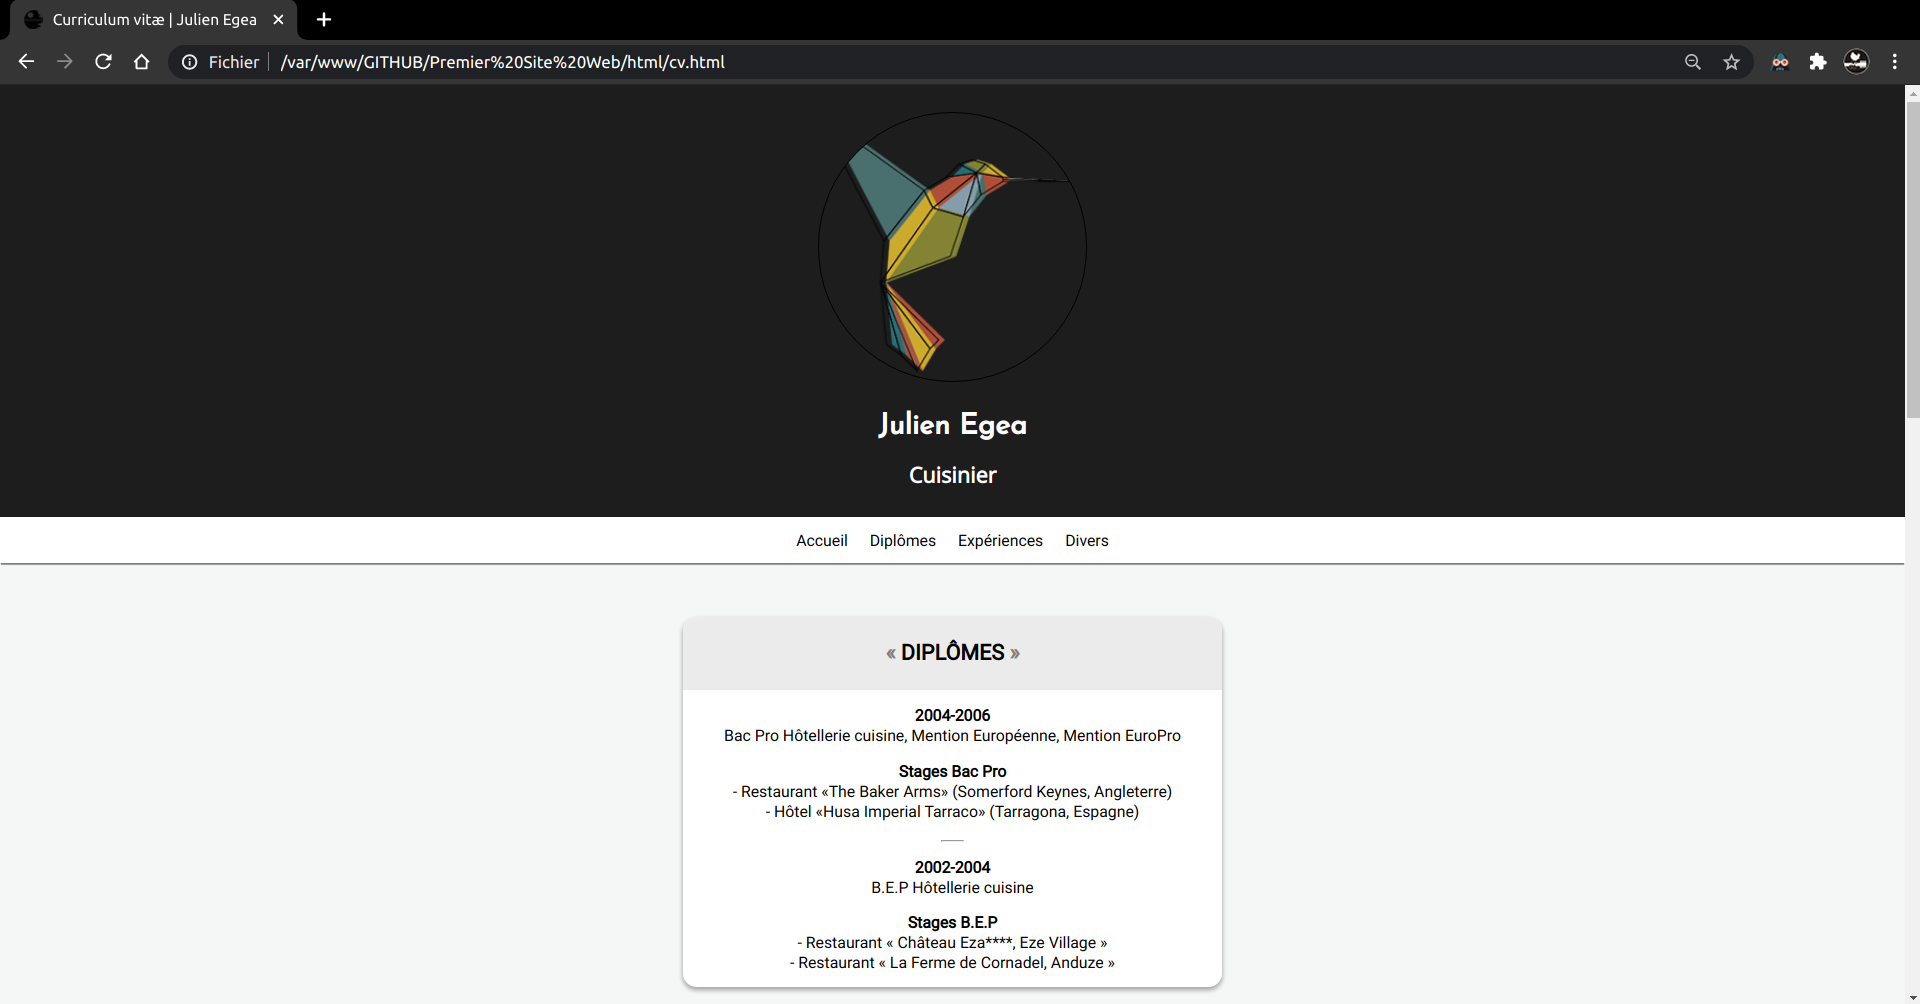 Curriculum vitæ | Julien Egea
Fichier /var/www/GITHUB/Premier%20Site%20Web/html/cv.html
Julien Egea
Cuisinier
Accueil Diplômes Expériences Divers
« DIPLÔMES »
2004-2006
Bac Pro Hôtellerie cuisine, Mention Européenne, Mention EuroPro
Stages Bac Pro
- Restaurant «The Baker Arms» (Somerford Keynes, Angleterre)
- Hôtel «Husa Imperial Tarraco» (Tarragona, Espagne)
2002-2004
B.E.P Hôtellerie cuisine
Stages B.E.P
- Restaurant « Château Eza****, Eze Village »
- Restaurant « La Ferme de Cornadel, Anduze »